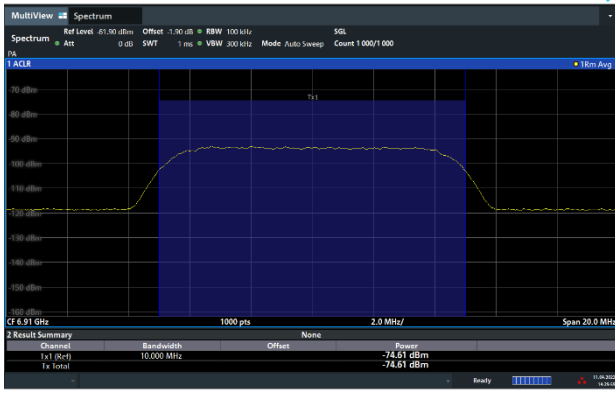 MultiView Spectrum
Ref Level -61.90 dBm Offset -1.90 dB RBW 100 kHz SGL
Spectrum Att 0 dB SWT 1 ms VBW 300 kHz Mode Auto Sweep Count 1000/1000
PA
1 ACLR 1Rm Avg
-70 dBm
Tx1
-80 dBm
-90 dBm
-100 dBm
-110 dBm
-120 dBm
-130 dBm
-140 dBm
-150 dBm
-160 dBm
CF 6.91 GHz 1000 pts 2.0 MHz/ Span 20.0 MHz
2 Result Summary None
Channel Bandwidth Offset Power
Tx1 (Ref) 10.000 MHz -74.61 dBm
Tx Total -74.61 dBm
Ready